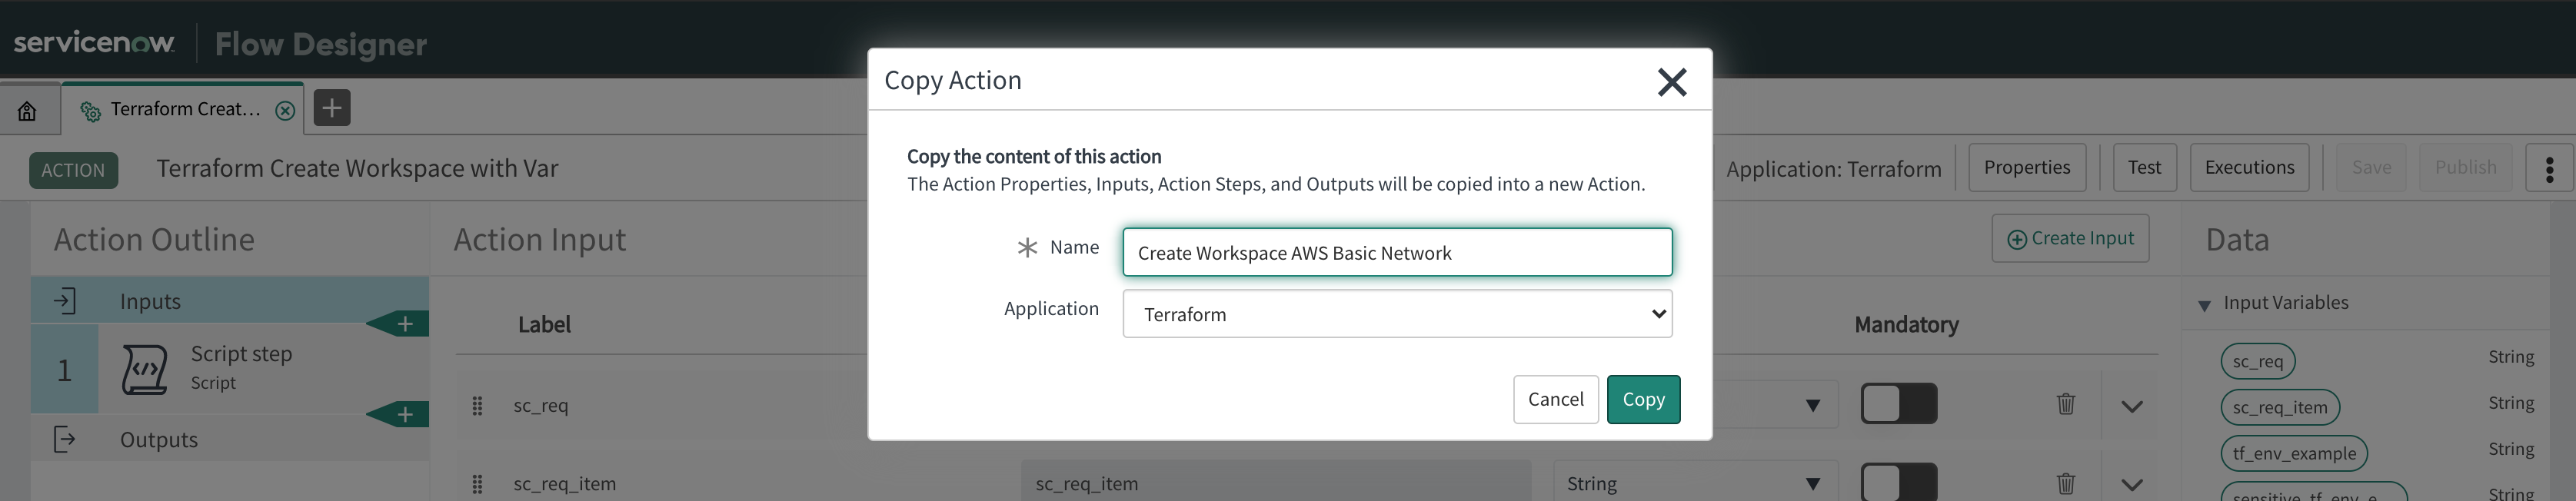 servicenow Flow Designer
Terraform Creat...
ACTION Terraform Create Workspace with Var
Application: Terraform Properties Test Executions Save Publish
Copy Action
Copy the content of this action
The Action Properties, Inputs, Action Steps, and Outputs will be copied into a new Action.
* Name Create Workspace AWS Basic Network
Application Terraform
Cancel Copy
Action Outline
Inputs
1 Script step
Script
Outputs
Action Input
Create Input
Label Mandatory
sc_req
sc_req_item sc_req_item String
Data
Input Variables
sc_req String
sc_req_item String
tf_env_example String
sensitive_tf_env_e... String